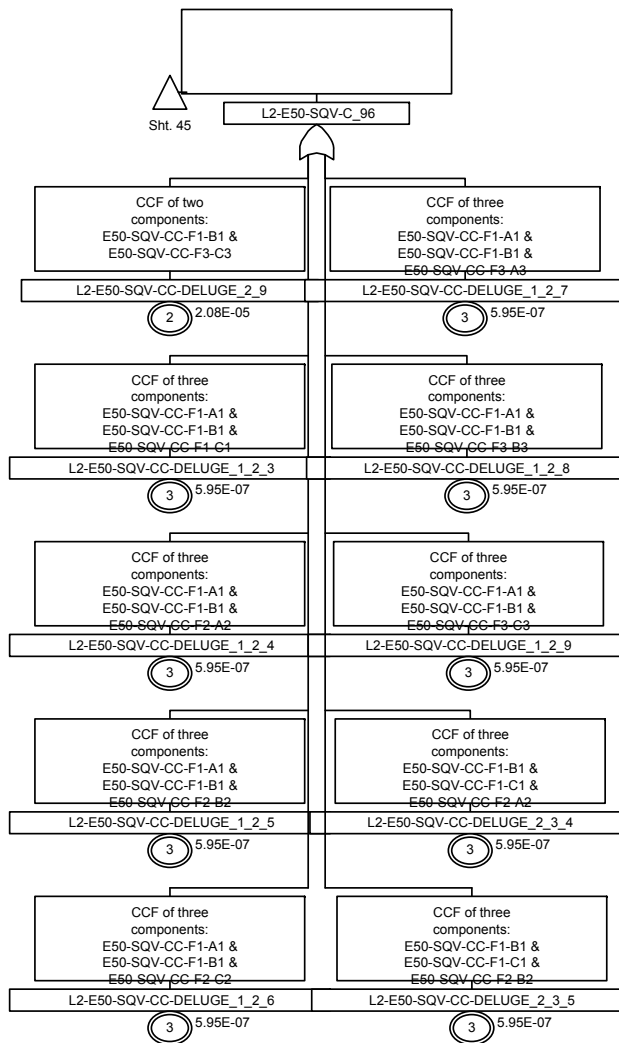 Sht. 45
L2-E50-SQV-C_96
CCF of two
components:
E50-SQV-CC-F1-B1 &
E50-SQV-CC-F3-C3
L2-E50-SQV-CC-DELUGE_2_9
2
2.08E-05
CCF of three
components:
E50-SQV-CC-F1-A1 &
E50-SQV-CC-F1-B1 &
E50-SQV-CC-F3-A3
L2-E50-SQV-CC-DELUGE_1_2_7
3
5.95E-07
CCF of three
components:
E50-SQV-CC-F1-A1 &
E50-SQV-CC-F1-B1 &
E50-SQV-CC-F1-C1
L2-E50-SQV-CC-DELUGE_1_2_3
3
5.95E-07
CCF of three
components:
E50-SQV-CC-F1-A1 &
E50-SQV-CC-F1-B1 &
E50-SQV-CC-F3-B3
L2-E50-SQV-CC-DELUGE_1_2_8
3
5.95E-07
CCF of three
components:
E50-SQV-CC-F1-A1 &
E50-SQV-CC-F1-B1 &
E50-SQV-CC-F2-A2
L2-E50-SQV-CC-DELUGE_1_2_4
3
5.95E-07
CCF of three
components:
E50-SQV-CC-F1-A1 &
E50-SQV-CC-F1-B1 &
E50-SQV-CC-F3-C3
L2-E50-SQV-CC-DELUGE_1_2_9
3
5.95E-07
CCF of three
components:
E50-SQV-CC-F1-A1 &
E50-SQV-CC-F1-B1 &
E50-SQV-CC-F2-B2
L2-E50-SQV-CC-DELUGE_1_2_5
3
5.95E-07
CCF of three
components:
E50-SQV-CC-F1-B1 &
E50-SQV-CC-F1-C1 &
E50-SQV-CC-F2-A2
L2-E50-SQV-CC-DELUGE_2_3_4
3
5.95E-07
CCF of three
components:
E50-SQV-CC-F1-A1 &
E50-SQV-CC-F1-B1 &
E50-SQV-CC-F2-C2
L2-E50-SQV-CC-DELUGE_1_2_6
3
5.95E-07
CCF of three
components:
E50-SQV-CC-F1-B1 &
E50-SQV-CC-F1-C1 &
E50-SQV-CC-F2-B2
L2-E50-SQV-CC-DELUGE_2_3_5
3
5.95E-07